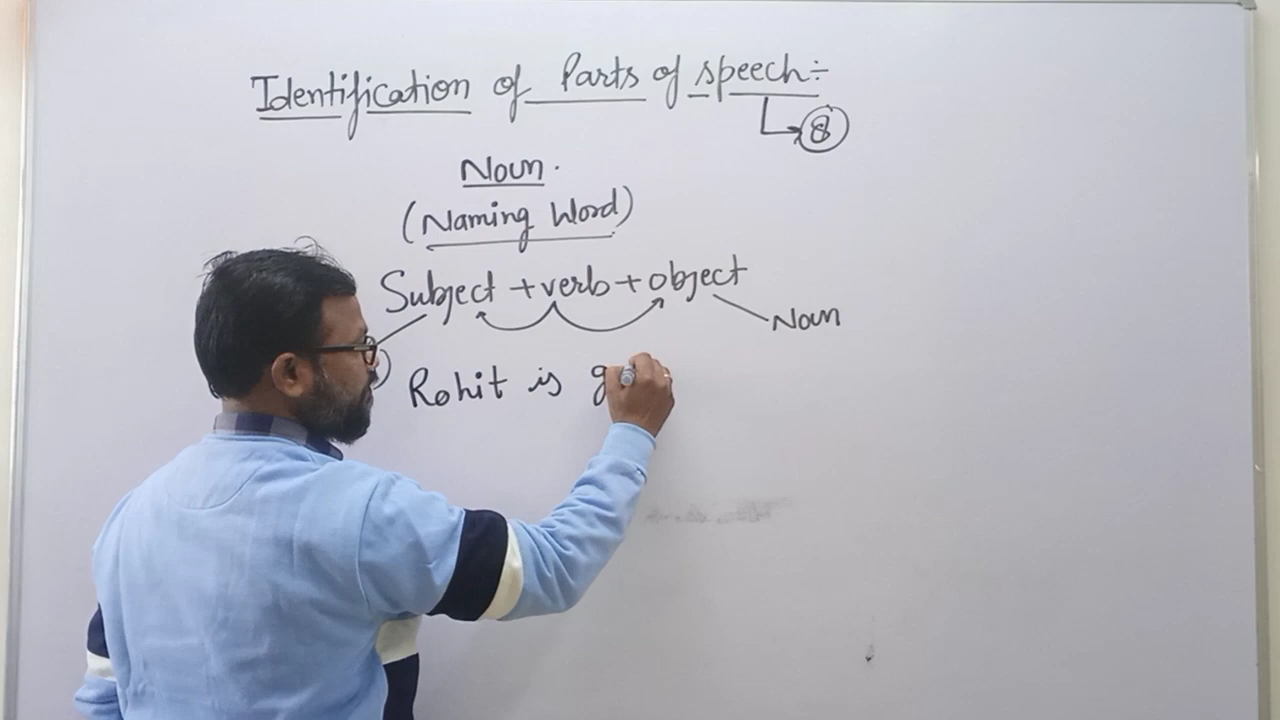 Identification of Parts of speech:-
8
Noun.
(Naming Word)
Subject + verb + object
Noun
) Rohit is g